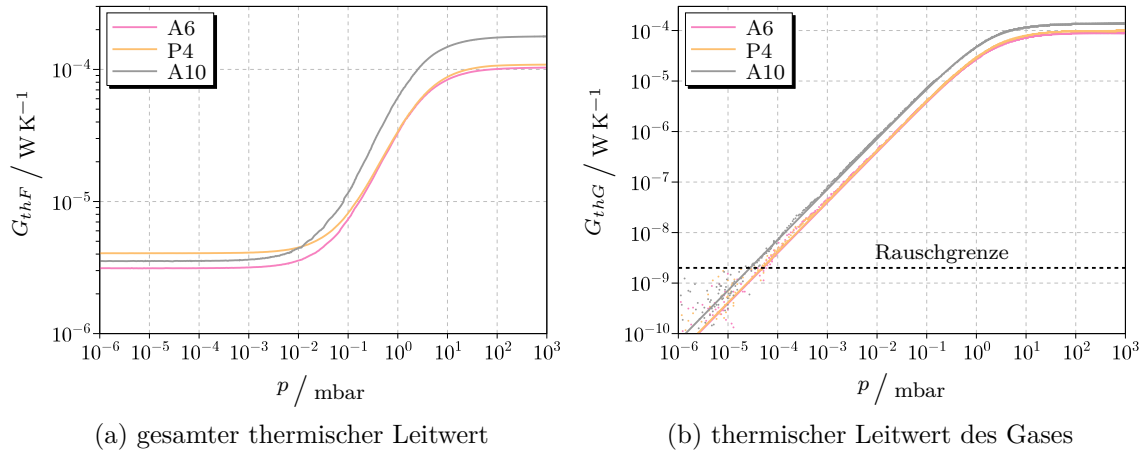 A6
P4
A10
G_{thF} / W K^{−1}
10^{−4}
10^{−5}
10^{−6}
10^{−6} 10^{−5} 10^{−4} 10^{−3} 10^{−2} 10^{−1} 10^{0} 10^{1} 10^{2} 10^{3}
p / mbar
(a) gesamter thermischer Leitwert
A6
P4
A10
G_{thG} / W K^{−1}
10^{−4}
10^{−5}
10^{−6}
10^{−7}
10^{−8}
10^{−9}
10^{−10}
Rauschgrenze
10^{−6} 10^{−5} 10^{−4} 10^{−3} 10^{−2} 10^{−1} 10^{0} 10^{1} 10^{2} 10^{3}
p / mbar
(b) thermischer Leitwert des Gases